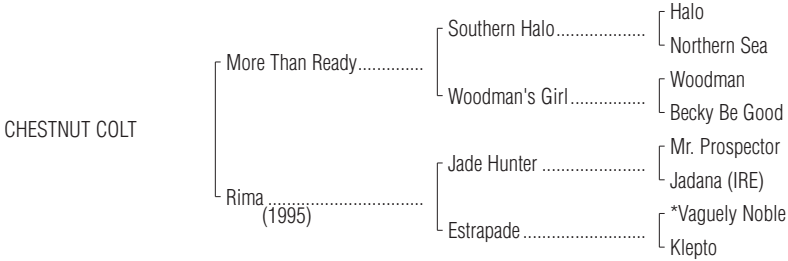 Halo
Southern Halo....................
Northern Sea
More Than Ready..............
Woodman
Woodman's Girl.................
Becky Be Good
CHESTNUT COLT
Mr. Prospector
Jade Hunter .......................
Jadana (IRE)
Rima ...................................
(1995)
*Vaguely Noble
Estrapade...........................
Klepto